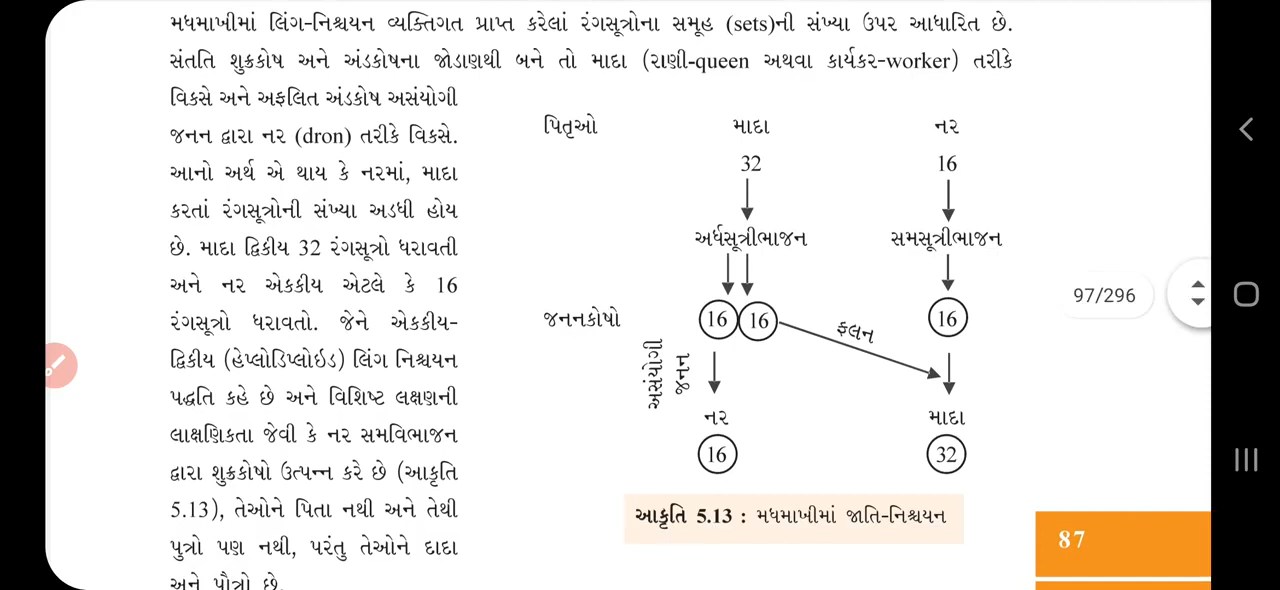 મધમાખીમાં લિંગ-નિશ્ચયન વ્યક્તિગત પ્રાપ્ત કરેલાં રંગસૂત્રોના સમૂહ (sets)ની સંખ્યા ઉપર આધારિત છે.
સંતતિ શુક્રકોષ અને અંડકોષના જોડાણથી બને તો માદા (રાણી-queen અથવા કાર્યકર-worker) તરીકે
વિકસે અને અફલિત અંડકોષ અસંયોગી
જનન દ્વારા નર (dron) તરીકે વિકસે.
આનો અર્થ એ થાય કે નરમાં, માદા
કરતાં રંગસૂત્રોની સંખ્યા અડધી હોય
છે. માદા દ્વિકીય 32 રંગસૂત્રો ધરાવતી
અને નર એકકીય એટલે કે 16
રંગસૂત્રો ધરાવતો. જેને એકકીય-
દ્વિકીય (હેપ્લોડિપ્લોઇડ) લિંગ નિશ્ચયન
પદ્ધતિ કહે છે અને વિશિષ્ટ લક્ષણની
લાક્ષણિકતા જેવી કે નર સમવિભાજન
દ્વારા શુક્રકોષો ઉત્પન્ન કરે છે (આકૃતિ
5.13), તેઓને પિતા નથી અને તેથી
પુત્રો પણ નથી, પરંતુ તેઓને દાદા
અને પૌત્રો છે.
પિતૃઓ માદા નર
32 16
અર્ધસૂત્રીભાજન સમસૂત્રીભાજન
જનનકોષો 16 16 16
ફલન
અસંયોગી
જનન
નર માદા
16 32
આકૃતિ 5.13 : મધમાખીમાં જાતિ-નિશ્ચયન
97/296
87